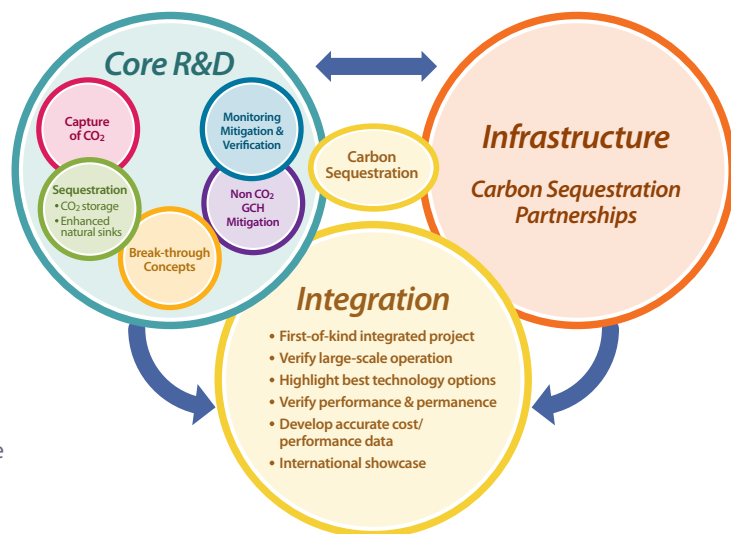 Core R&D
Capture
of CO₂
Monitoring
Mitigation &
Verification
Sequestration
• CO₂ storage
• Enhanced
natural sinks
Non CO₂
GCH
Mitigation
Break-through
Concepts
Carbon
Sequestration
Infrastructure
Carbon Sequestration
Partnerships
Integration
• First-of-kind integrated project
• Verify large-scale operation
• Highlight best technology options
• Verify performance & permanence
• Develop accurate cost/
performance data
• International showcase
e